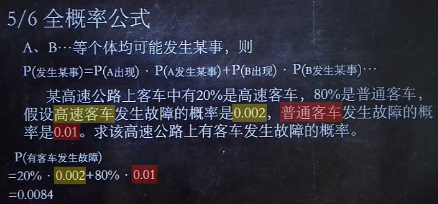 5/6 全概率公式
A、B…等个体均可能发生某事，则
P(发生某事)=P(A出现) · P(A发生某事)+P(B出现) · P(B发生某事)…
某高速公路上客车中有20%是高速客车，80%是普通客车，
假设高速客车发生故障的概率是0.002，普通客车发生故障的概
率是0.01。求该高速公路上有客车发生故障的概率。
P(有客车发生故障)
=20% · 0.002+80% · 0.01
=0.0084